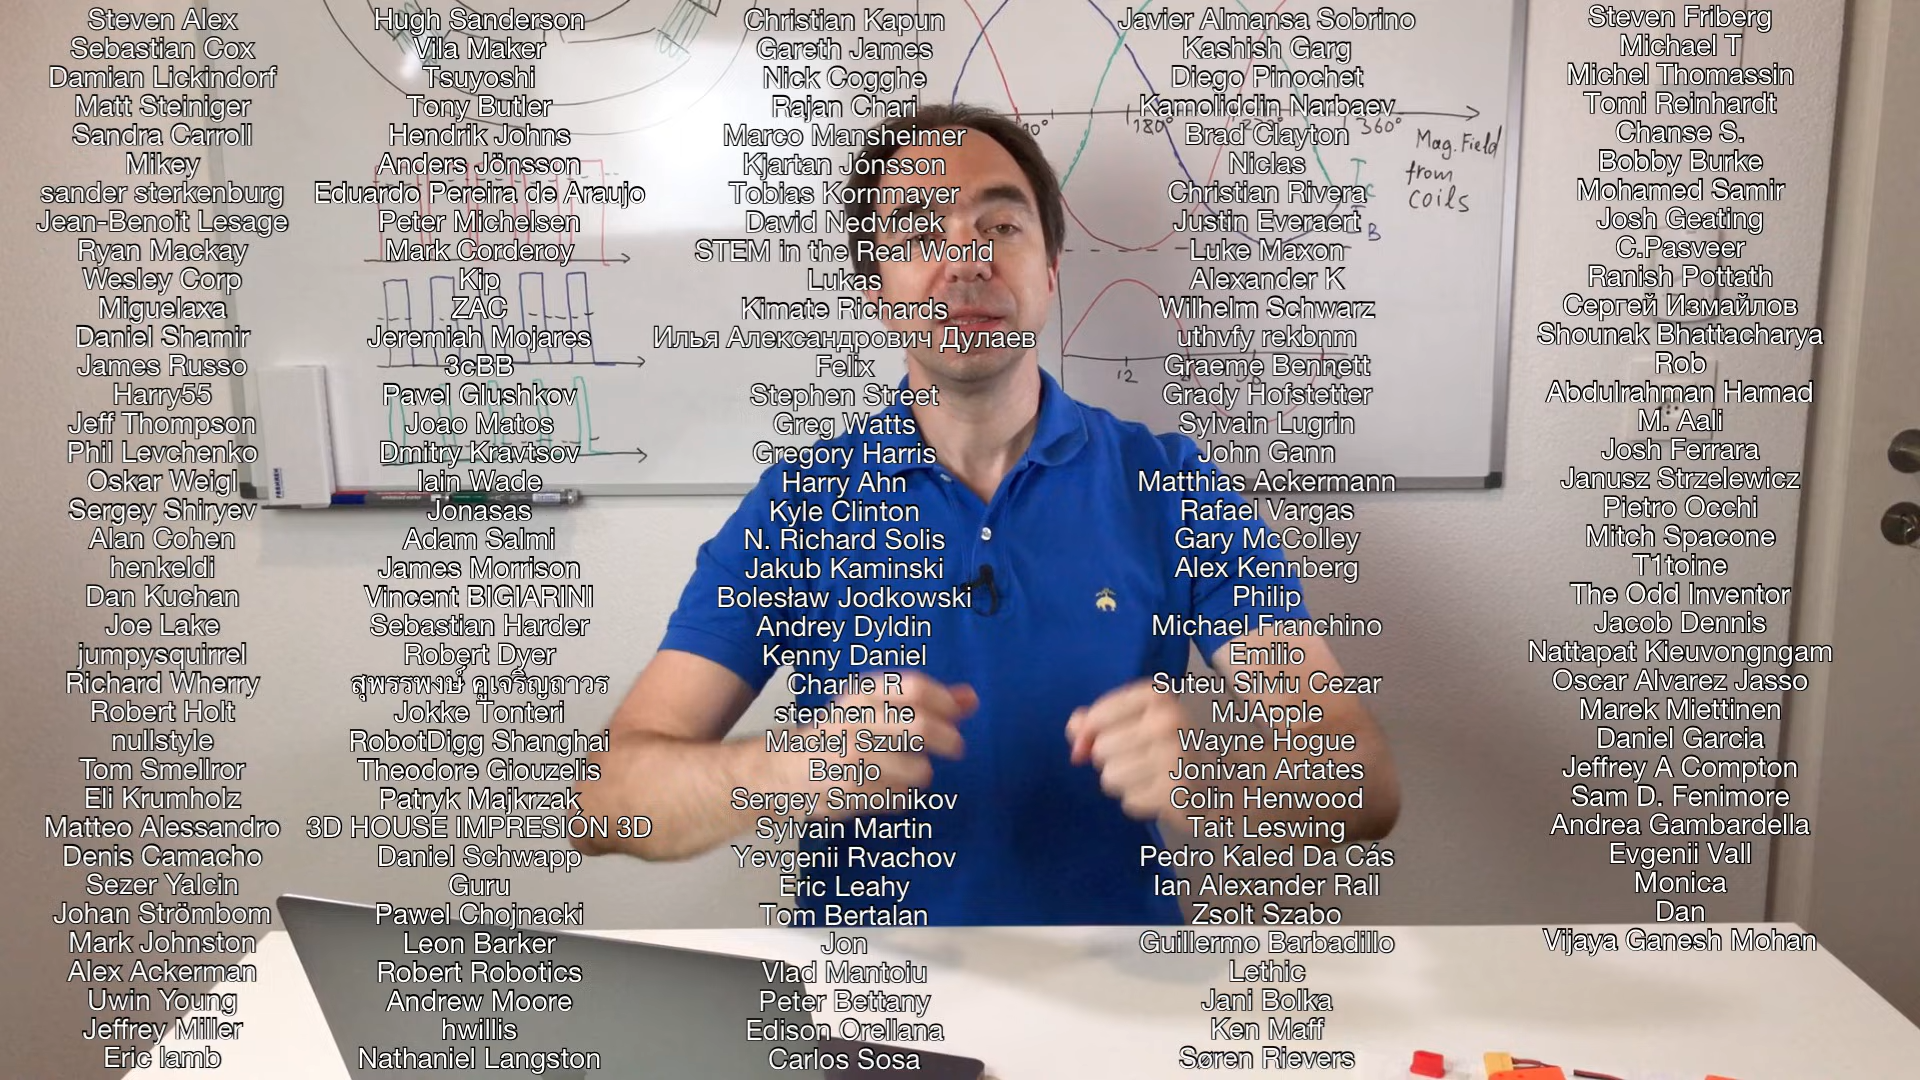 Steven Alex
Sebastian Cox
Damian Lickindorf
Matt Steiniger
Sandra Carroll
Mikey
sander sterkenburg
Jean-Benoit Lesage
Ryan Mackay
Wesley Corp
Miguelaxa
Daniel Shamir
James Russo
Harry55
Jeff Thompson
Phil Levchenko
Oskar Weigl
Sergey Shiryev
Alan Cohen
henkeldi
Dan Kuchan
Joe Lake
jumpysquirrel
Richard Wherry
Robert Holt
nullstyle
Tom Smellror
Eli Krumholz
Matteo Alessandro
Denis Camacho
Sezer Yalcin
Johan Strömbom
Mark Johnston
Alex Ackerman
Uwin Young
Jeffrey Miller
Eric lamb
Hugh Sanderson
Vila Maker
Tsuyoshi
Tony Butler
Hendrik Johns
Anders Jönsson
Eduardo Pereira de Araujo
Peter Michelsen
Mark Corderoy
Kip
ZAC
Jeremiah Mojares
3cBB
Pavel Glushkov
Joao Matos
Dmitry Kravtsov
Iain Wade
Jonasas
Adam Salmi
James Morrison
Vincent BIGIARINI
Sebastian Harder
Robert Dyer
สุพรรพงษ์ คูเจริญถาวร
Jokke Tonteri
RobotDigg Shanghai
Theodore Giouzelis
Patryk Majkrzak
3D HOUSE IMPRESIÓN 3D
Daniel Schwapp
Guru
Pawel Chojnacki
Leon Barker
Robert Robotics
Andrew Moore
hwillis
Nathaniel Langston
Christian Kapun
Gareth James
Nick Cogghe
Rajan Chari
Marco Mansheimer
Kjartan Jónsson
Tobias Kornmayer
David Nedvídek
STEM in the Real World
Lukas
Kimate Richards
Илья Александрович Дулаев
Felix
Stephen Street
Greg Watts
Gregory Harris
Harry Ahn
Kyle Clinton
N. Richard Solis
Jakub Kaminski
Bolesław Jodkowski
Andrey Dyldin
Kenny Daniel
Charlie R
stephen he
Maciej Szulc
Benjo
Sergey Smolnikov
Sylvain Martin
Yevgenii Rvachov
Eric Leahy
Tom Bertalan
Jon
Vlad Mantoiu
Peter Bettany
Edison Orellana
Carlos Sosa
Javier Almansa Sobrino
Kashish Garg
Diego Pinochet
Kamoliddin Narbaev
Brad Clayton
Niclas
Christian Rivera
Justin Everaert
Luke Maxon
Alexander K
Wilhelm Schwarz
uthvfy rekbnm
Graeme Bennett
Grady Hofstetter
Sylvain Lugrin
John Gann
Matthias Ackermann
Rafael Vargas
Gary McColley
Alex Kennberg
Philip
Michael Franchino
Emilio
Suteu Silviu Cezar
MJApple
Wayne Hogue
Jonivan Artates
Colin Henwood
Tait Leswing
Pedro Kaled Da Cás
Ian Alexander Rall
Zsolt Szabo
Guillermo Barbadillo
Lethic
Jani Bolka
Ken Maff
Søren Rievers
Steven Friberg
Michael T
Michel Thomassin
Tomi Reinhardt
Chanse S.
Bobby Burke
Mohamed Samir
Josh Geating
C.Pasveer
Ranish Pottath
Сергей Измайлов
Shounak Bhattacharya
Rob
Abdulrahman Hamad
M. Aali
Josh Ferrara
Janusz Strzelewicz
Pietro Occhi
Mitch Spacone
T1toine
The Odd Inventor
Jacob Dennis
Nattapat Kieuvongngam
Oscar Alvarez Jasso
Marek Miettinen
Daniel Garcia
Jeffrey A Compton
Sam D. Fenimore
Andrea Gambardella
Evgenii Vall
Monica
Dan
Vijaya Ganesh Mohan
180°
360°
Mag. Field
from
coils
B
12